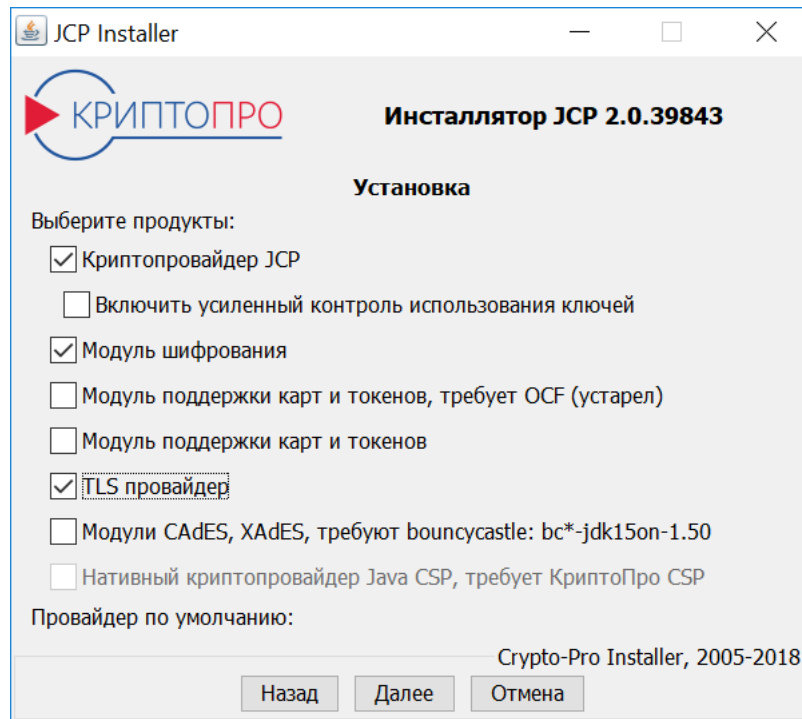 JCP Installer
КРИПТОПРО
Инсталлятор JCP 2.0.39843
Установка
Выберите продукты:
Криптопровайдер JCP
Включить усиленный контроль использования ключей
Модуль шифрования
Модуль поддержки карт и токенов, требует OCF (устарел)
Модуль поддержки карт и токенов
TLS провайдер
Модули CAdES, XAdES, требуют bouncycastle: bc*-jdk15on-1.50
Нативный криптопровайдер Java CSP, требует КриптоПро CSP
Провайдер по умолчанию:
Crypto-Pro Installer, 2005-2018
Назад Далее Отмена